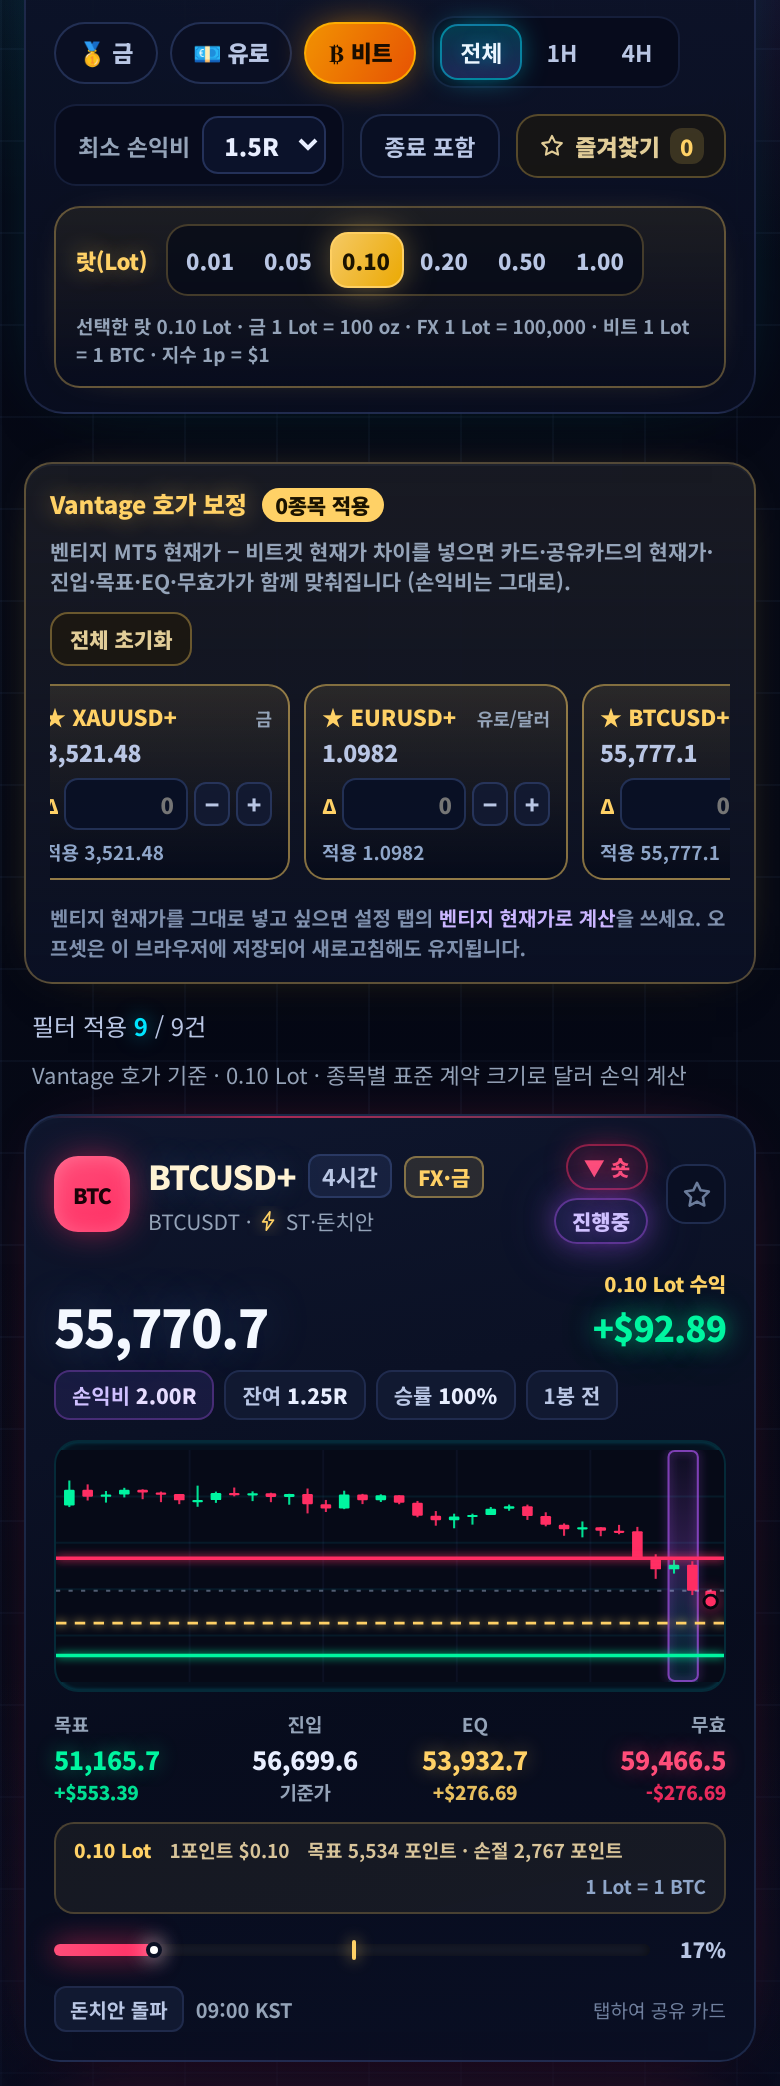 🥇 금 💶 유로 ₿ 비트 전체 1H 4H
최소 손익비 1.5R 종료 포함 즐겨찾기 0
랏(Lot) 0.01 0.05 0.10 0.20 0.50 1.00
선택한 랏 0.10 Lot · 금 1 Lot = 100 oz · FX 1 Lot = 100,000 · 비트 1 Lot
= 1 BTC · 지수 1p = $1
Vantage 호가 보정 0종목 적용
벤티지 MT5 현재가 − 비트겟 현재가 차이를 넣으면 카드·공유카드의 현재가·
진입·목표·EQ·무효가가 함께 맞춰집니다 (손익비는 그대로).
전체 초기화
★ XAUUSD+ 금 ★ EURUSD+ 유로/달러 ★ BTCUSD+
3,521.48 1.0982 55,777.1
Δ 0 − + Δ 0 − + Δ 0
적용 3,521.48 적용 1.0982 적용 55,777.1
벤티지 현재가를 그대로 넣고 싶으면 설정 탭의 벤티지 현재가로 계산을 쓰세요. 오
프셋은 이 브라우저에 저장되어 새로고침해도 유지됩니다.
필터 적용 9 / 9건
Vantage 호가 기준 · 0.10 Lot · 종목별 표준 계약 크기로 달러 손익 계산
BTC BTCUSD+ 4시간 FX·금 ▼ 숏
BTCUSDT · ⚡ ST·돈치안 진행중
0.10 Lot 수익
55,770.7 +$92.89
손익비 2.00R 잔여 1.25R 승률 100% 1봉 전
목표 진입 EQ 무효
51,165.7 56,699.6 53,932.7 59,466.5
+$553.39 기준가 +$276.69 -$276.69
0.10 Lot 1포인트 $0.10 목표 5,534 포인트 · 손절 2,767 포인트
1 Lot = 1 BTC
17%
돈치안 돌파 09:00 KST 탭하여 공유 카드